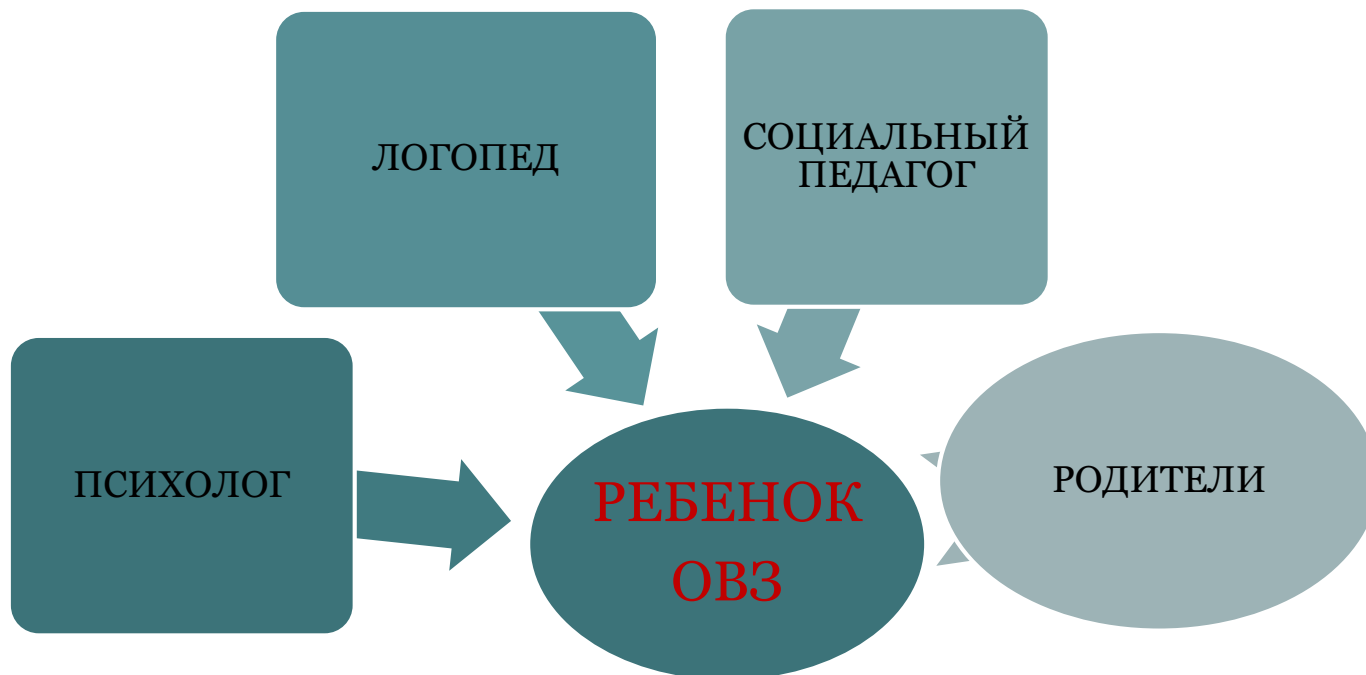 ЛОГОПЕД
СОЦИАЛЬНЫЙ
ПЕДАГОГ
ПСИХОЛОГ
РЕБЕНОК
ОВЗ
РОДИТЕЛИ